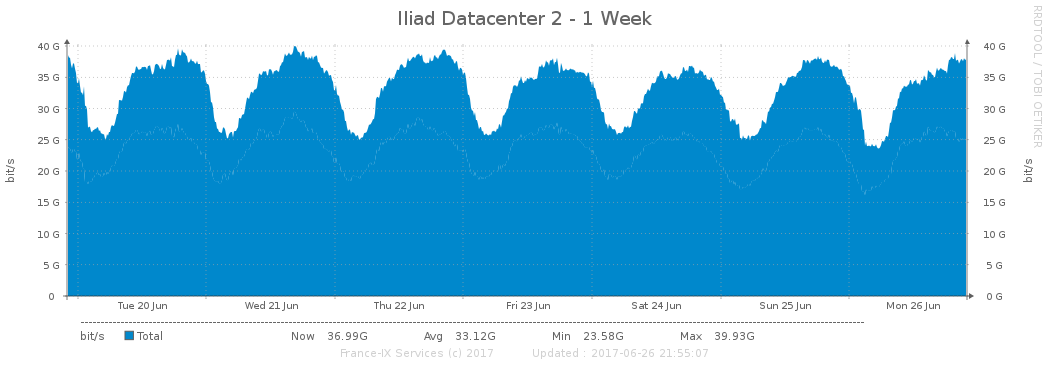 Iliad Datacenter 2 - 1 Week
RRDTOOL / TOBI OETIKER
40 G 40 G
35 G 35 G
30 G 30 G
25 G 25 G
20 G 20 G
15 G 15 G
10 G 10 G
5 G 5 G
0 0 G
bit/s bit/s
Tue 20 Jun Wed 21 Jun Thu 22 Jun Fri 23 Jun Sat 24 Jun Sun 25 Jun Mon 26 Jun
bit/s Total Now 36.99G Avg 33.12G Min 23.58G Max 39.93G
France-IX Services (c) 2017 Updated : 2017-06-26 21:55:07